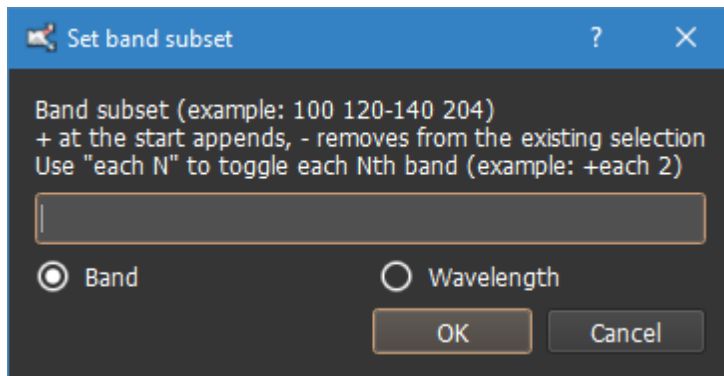 Set band subset ?
Band subset (example: 100 120-140 204)
+ at the start appends, - removes from the existing selection
Use "each N" to toggle each Nth band (example: +each 2)
Band Wavelength
OK Cancel